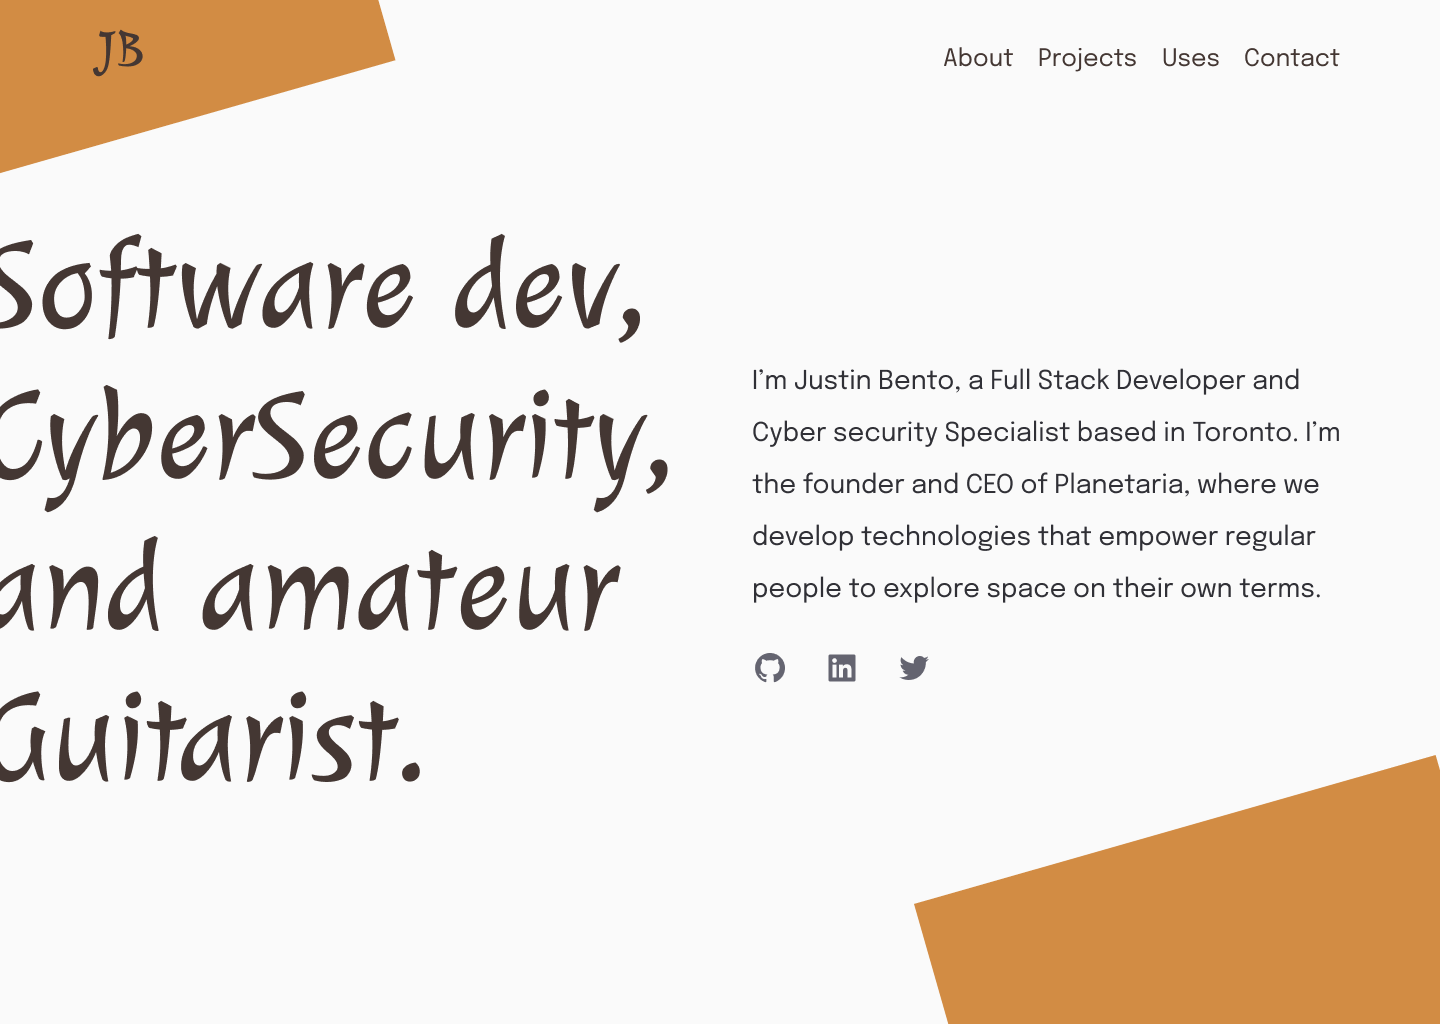 JB
About Projects Uses Contact
Software dev,
CyberSecurity,
and amateur
Guitarist.
I’m Justin Bento, a Full Stack Developer and
Cyber security Specialist based in Toronto. I’m
the founder and CEO of Planetaria, where we
develop technologies that empower regular
people to explore space on their own terms.